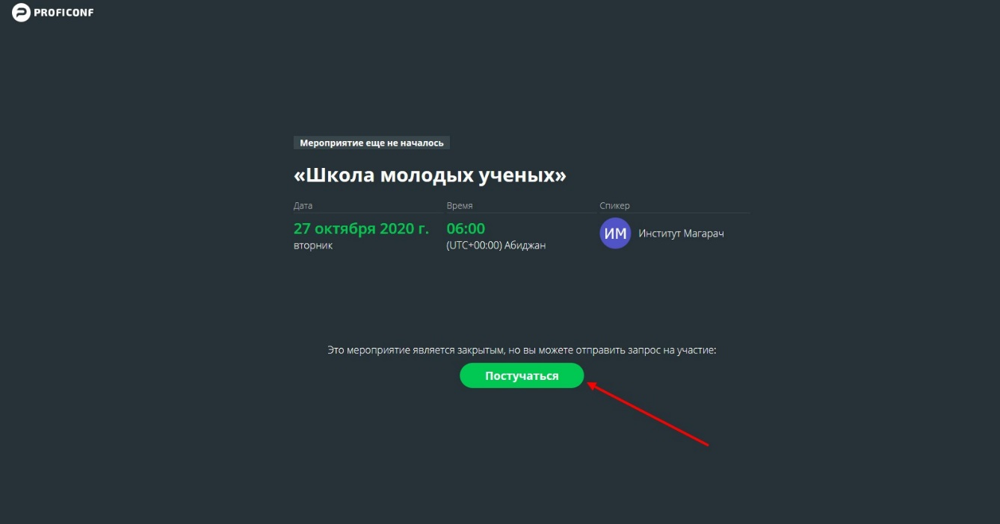 PROFICONF
Мероприятие еще не началось
«Школа молодых ученых»
Дата Время Спикер
27 октября 2020 г. 06:00 ИМ Институт Магарач
вторник (UTC+00:00) Абиджан
Это мероприятие является закрытым, но вы можете отправить запрос на участие:
Постучаться